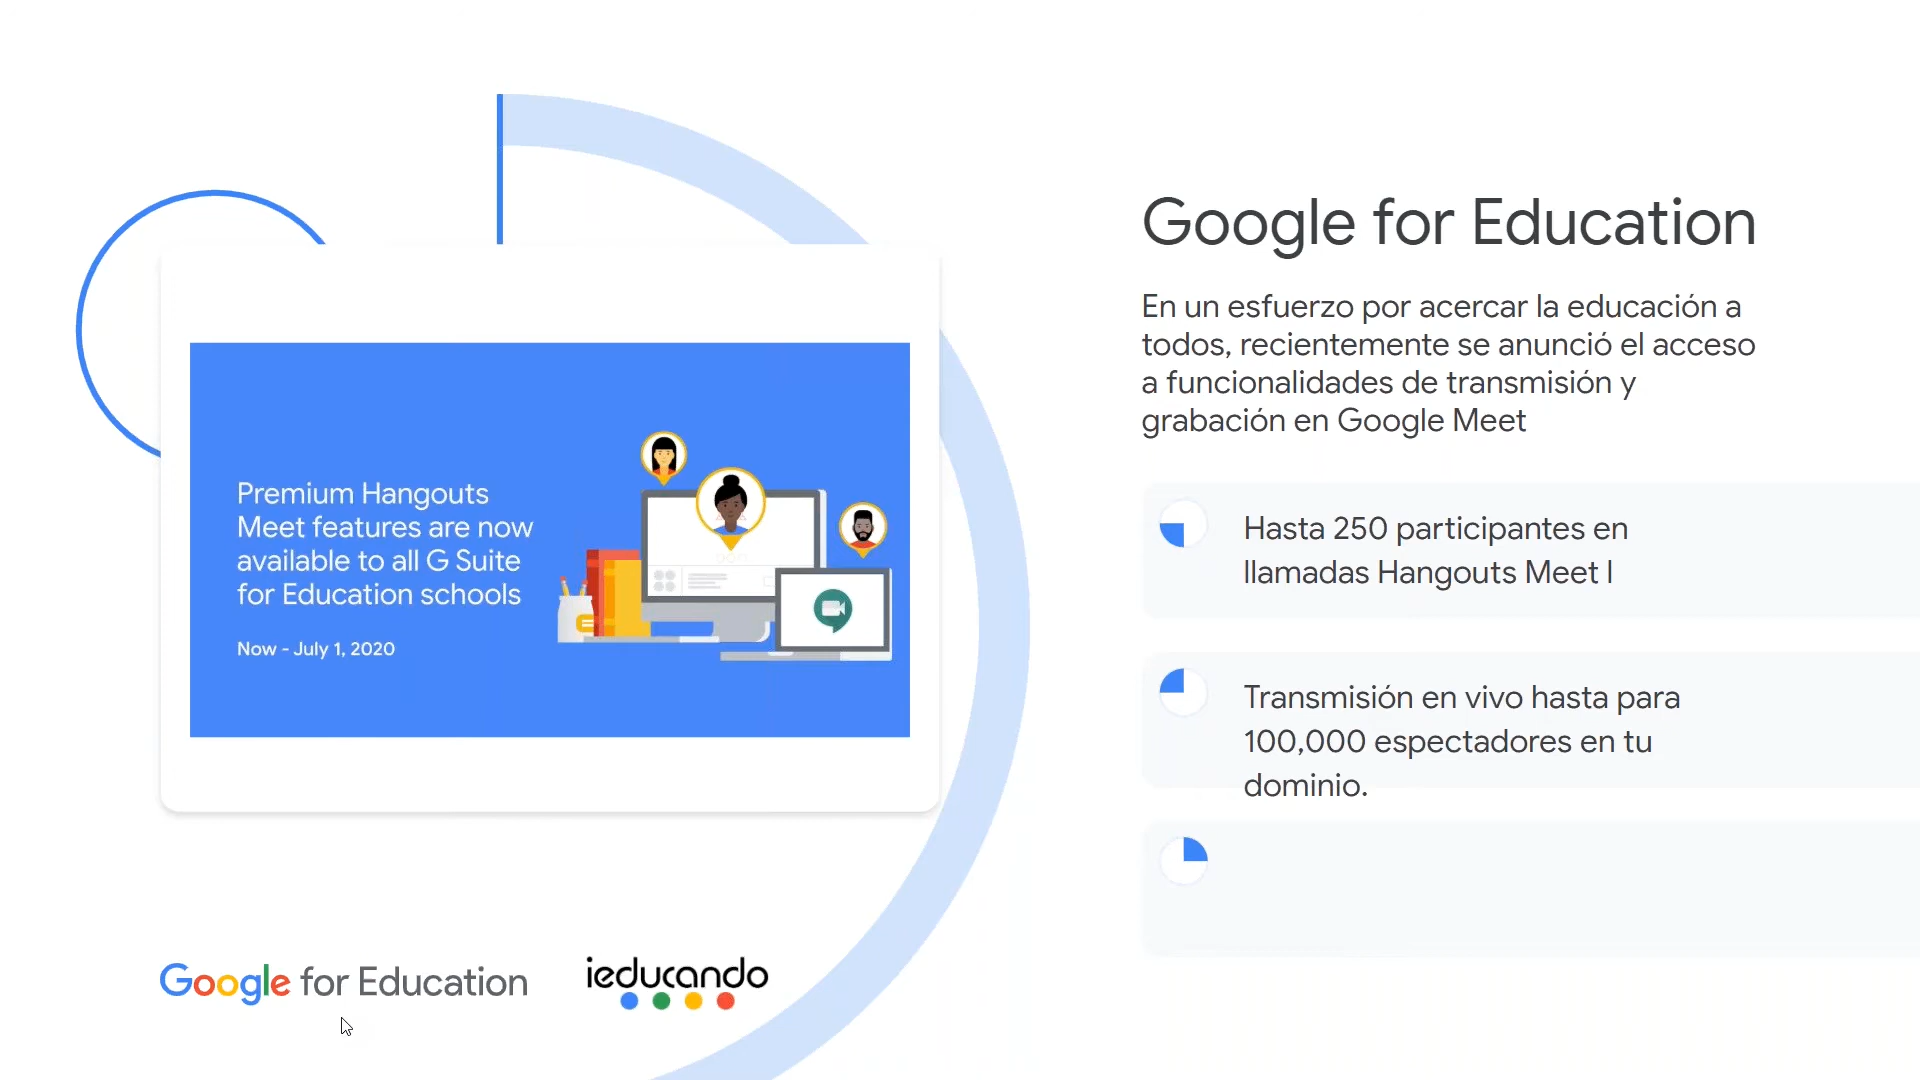 Google for Education
En un esfuerzo por acercar la educación a
todos, recientemente se anunció el acceso
a funcionalidades de transmisión y
grabación en Google Meet
Premium Hangouts
Meet features are now
available to all G Suite
for Education schools
Now - July 1, 2020
Hasta 250 participantes en
llamadas Hangouts Meet l
Transmisión en vivo hasta para
100,000 espectadores en tu
dominio.
Google for Education
ieducando